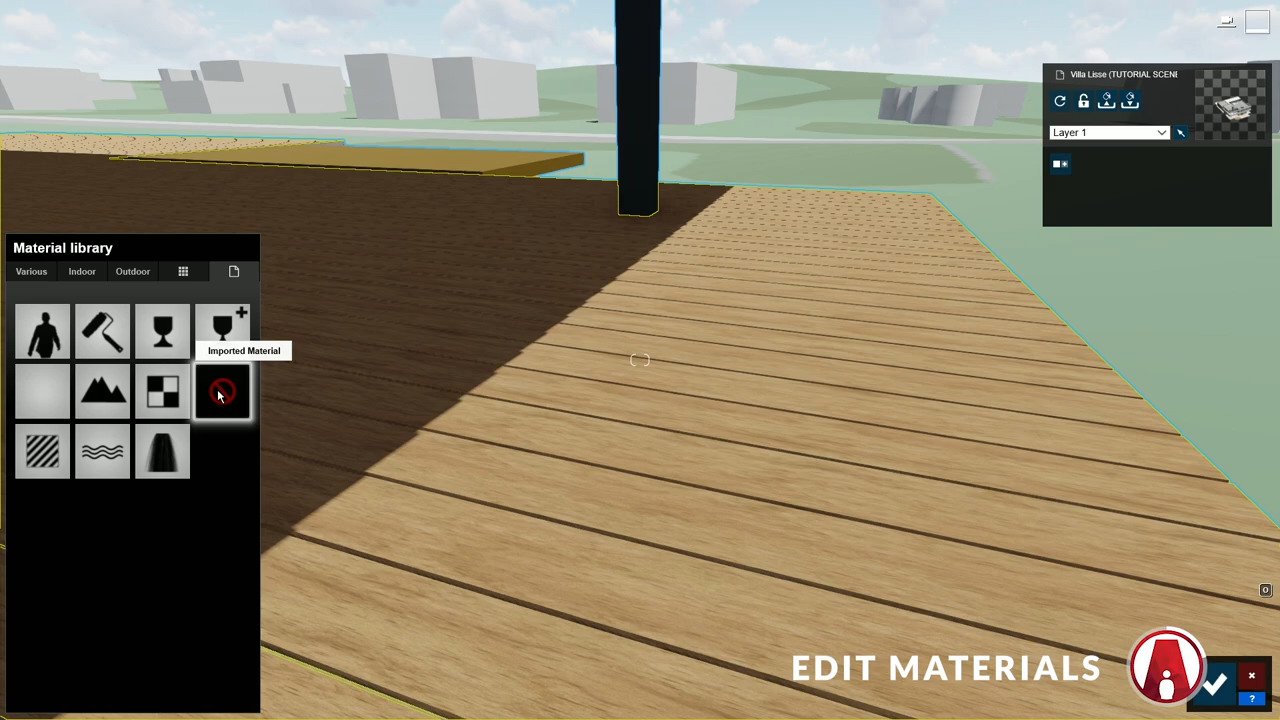 Villa Lisse (TUTORIAL SCENE
Layer 1
Material library
Various Indoor Outdoor
Imported Material
O
EDIT MATERIALS
?